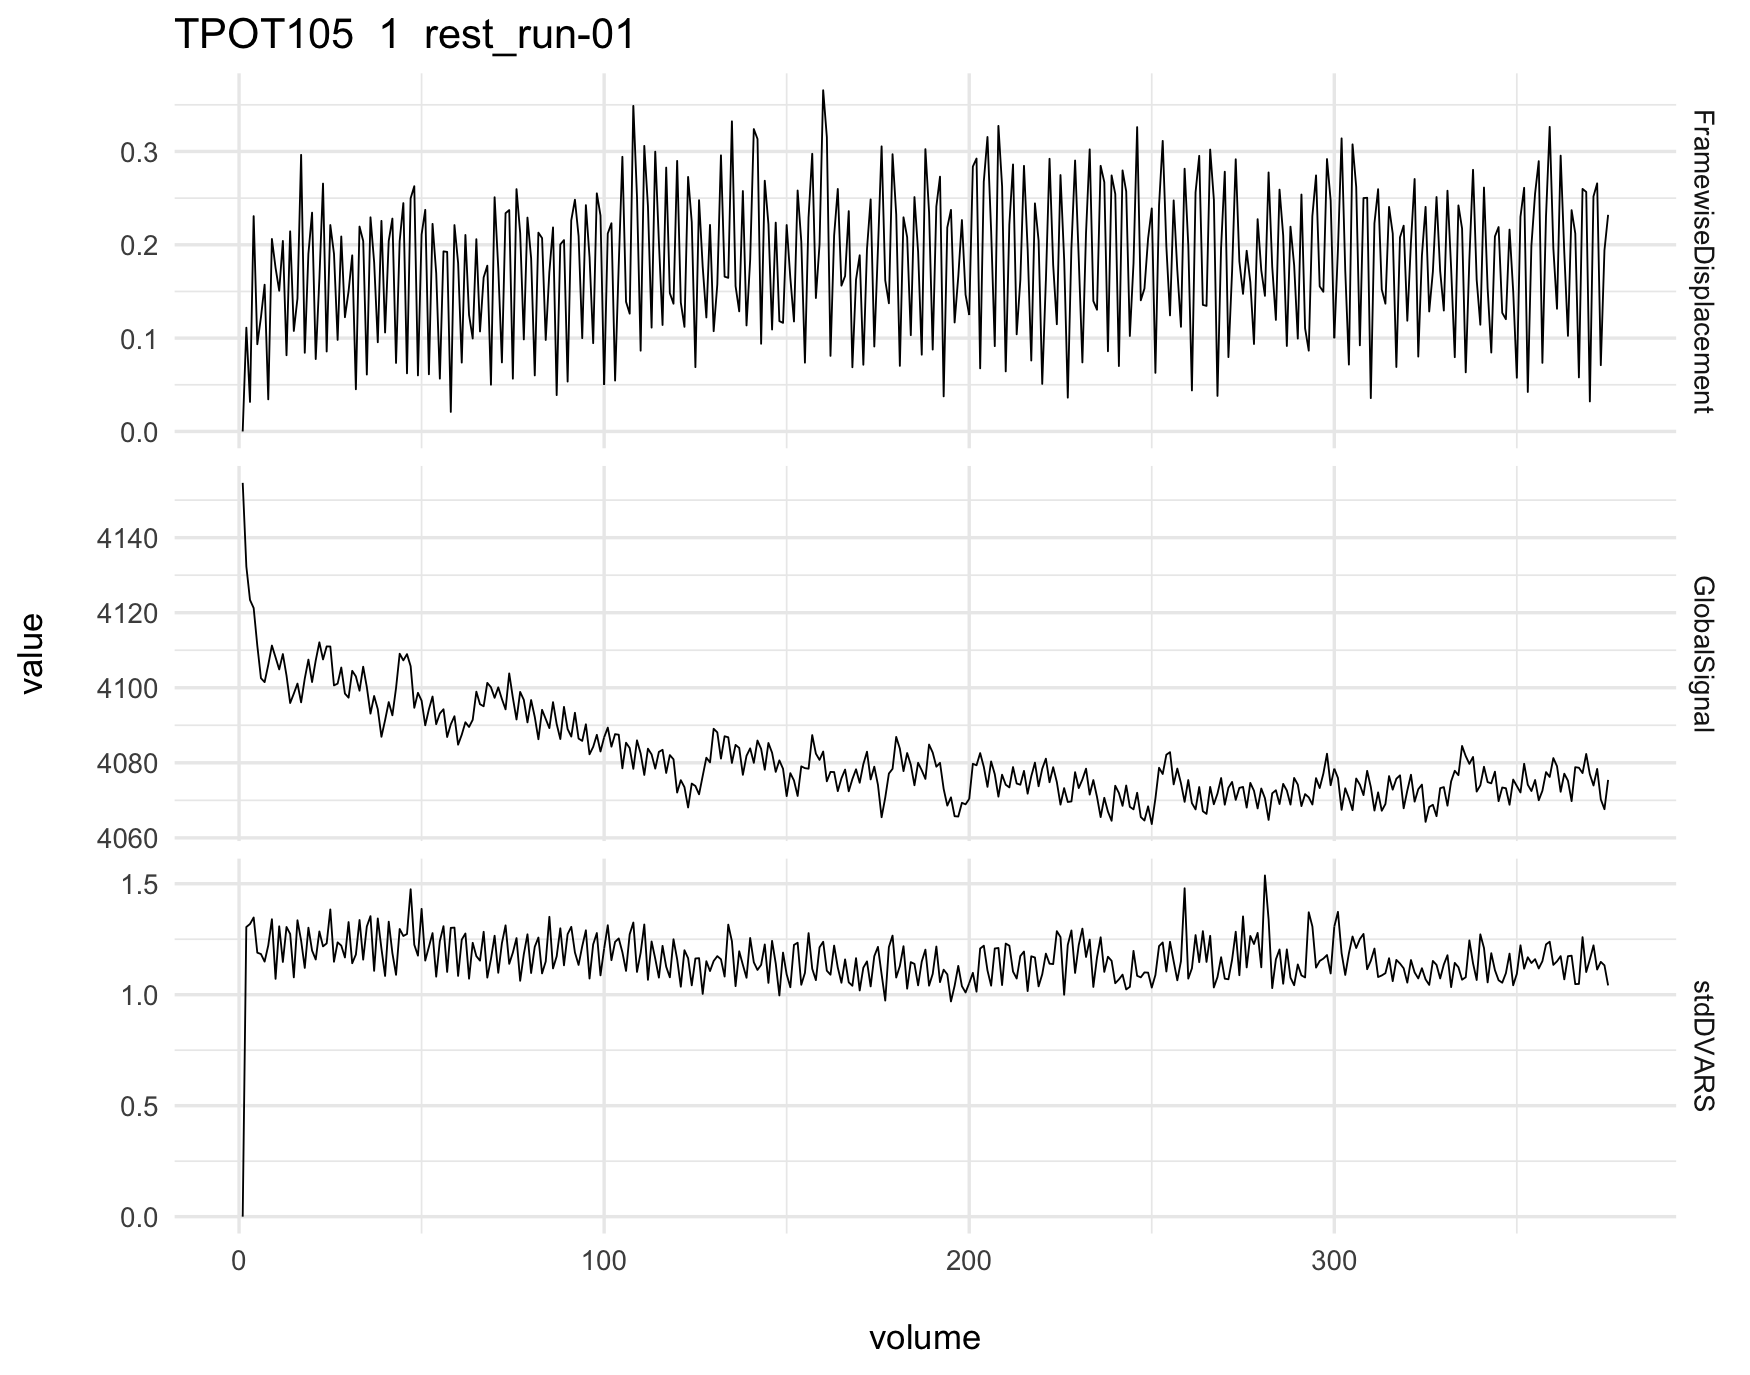 TPOT105 1 rest_run-01
value
0.3
0.2
0.1
0.0
FramewiseDisplacement
4140
4120
4100
4080
4060
GlobalSignal
1.5
1.0
0.5
0.0
stdDVARS
0 100 200 300
volume